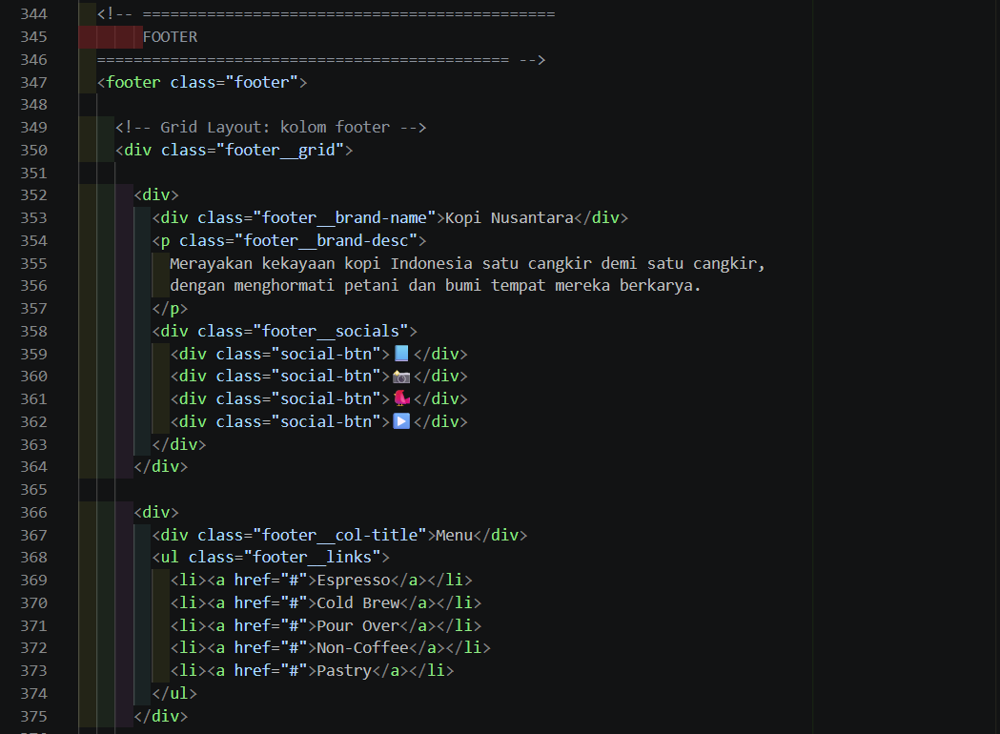 344 <!-- =============================================
345 FOOTER
346 ============================================= -->
347 <footer class="footer">
348
349 <!-- Grid Layout: kolom footer -->
350 <div class="footer__grid">
351
352 <div>
353 <div class="footer__brand-name">Kopi Nusantara</div>
354 <p class="footer__brand-desc">
355 Merayakan kekayaan kopi Indonesia satu cangkir demi satu cangkir,
356 dengan menghormati petani dan bumi tempat mereka berkarya.
357 </p>
358 <div class="footer__socials">
359 <div class="social-btn">📘</div>
360 <div class="social-btn">📸</div>
361 <div class="social-btn">🐦</div>
362 <div class="social-btn">▶️</div>
363 </div>
364 </div>
365
366 <div>
367 <div class="footer__col-title">Menu</div>
368 <ul class="footer__links">
369 <li><a href="#">Espresso</a></li>
370 <li><a href="#">Cold Brew</a></li>
371 <li><a href="#">Pour Over</a></li>
372 <li><a href="#">Non-Coffee</a></li>
373 <li><a href="#">Pastry</a></li>
374 </ul>
375 </div>